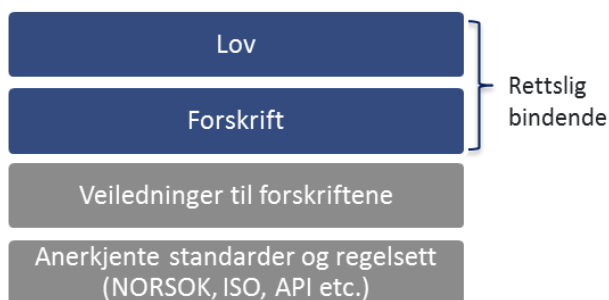 Lov
Forskrift
Rettslig
bindende
Veiledninger til forskriftene
Anerkjente standarder og regelsett
(NORSOK, ISO, API etc.)